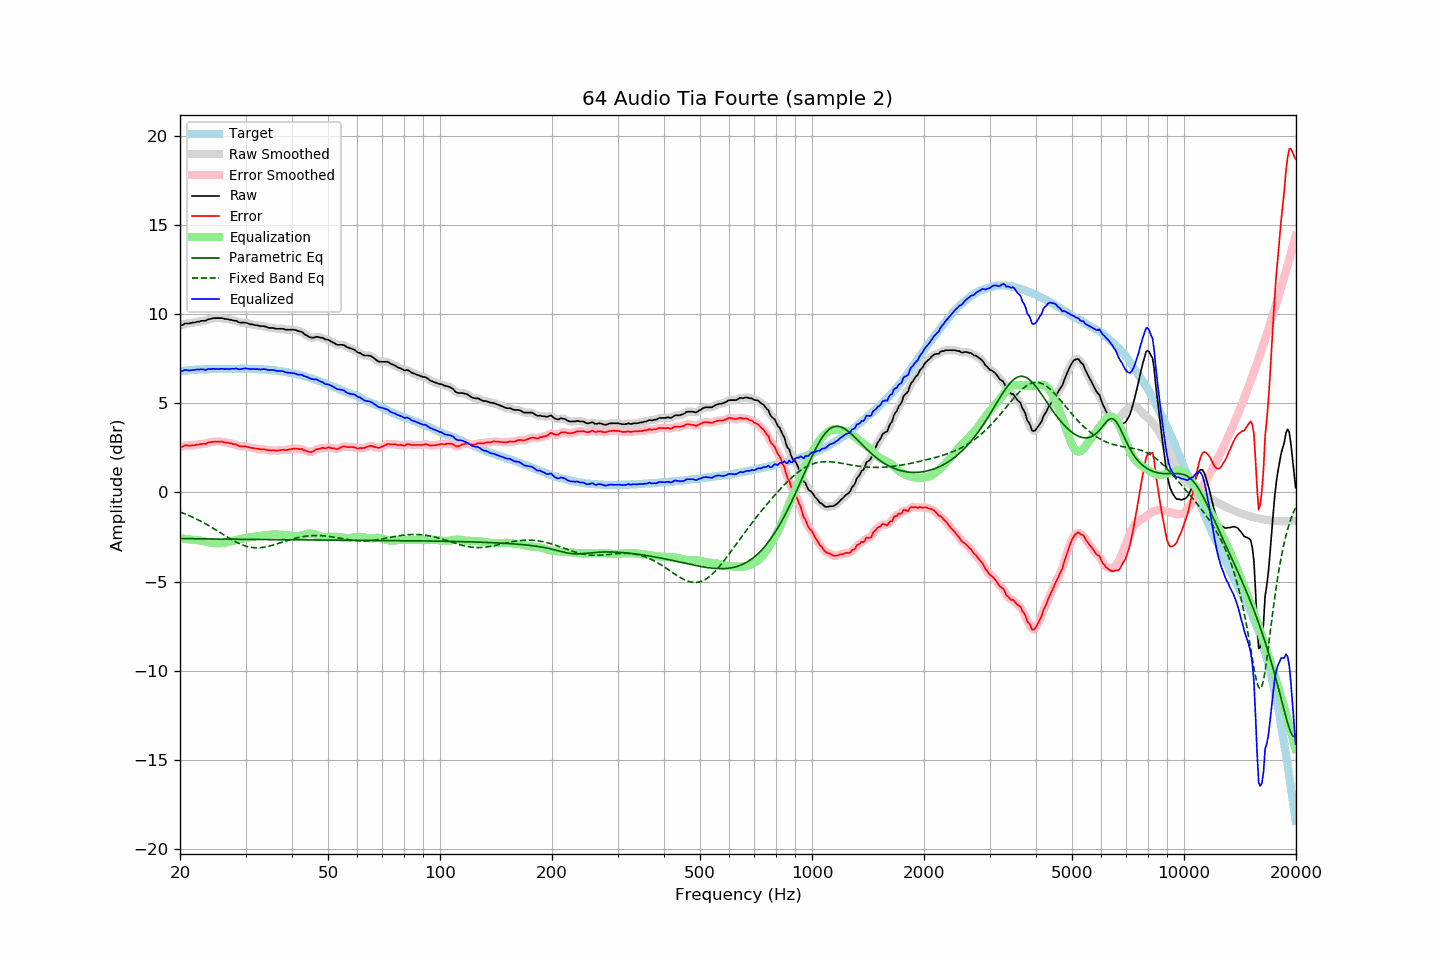 64 Audio Tia Fourte (sample 2)
Target
Raw Smoothed
Error Smoothed
Raw
Error
Equalization
Parametric Eq
Fixed Band Eq
Equalized
Amplitude (dBr)
20
15
10
5
0
−5
−10
−15
−20
20 50 100 200 500 1000 2000 5000 10000 20000
Frequency (Hz)